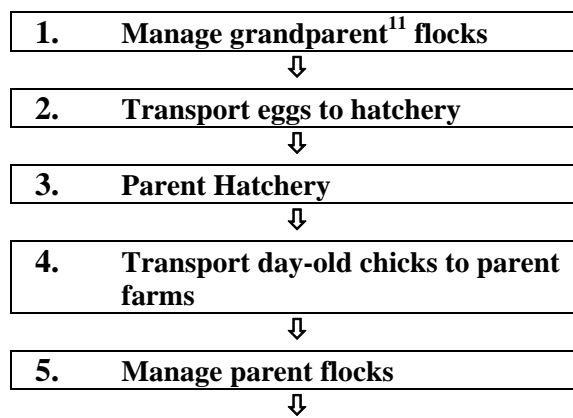 1. Manage grandparent11 flocks
2. Transport eggs to hatchery
3. Parent Hatchery
4. Transport day-old chicks to parent
farms
5. Manage parent flocks